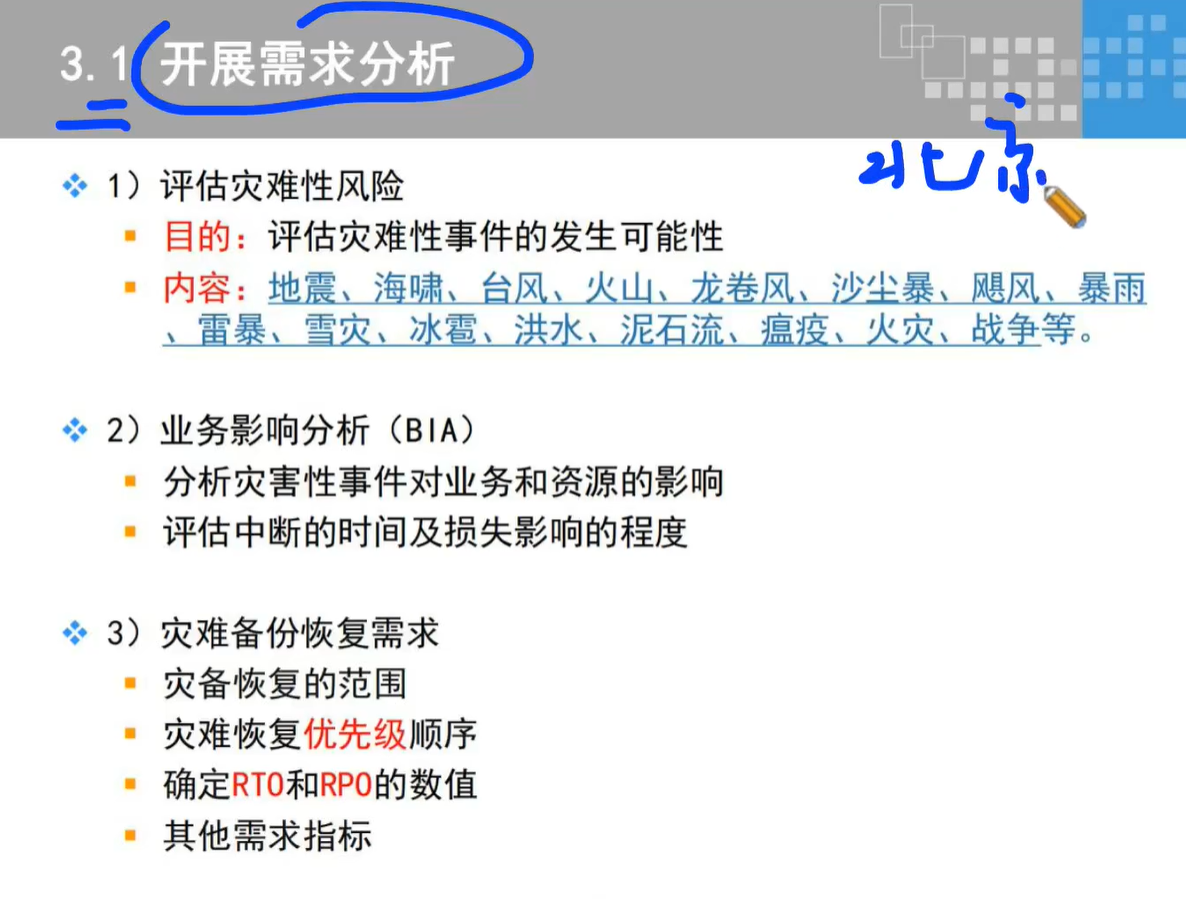 3.1 开展需求分析
北京
1）评估灾难性风险
目的：评估灾难性事件的发生可能性
内容：地震、海啸、台风、火山、龙卷风、沙尘暴、飓风、暴雨
、雷暴、雪灾、冰雹、洪水、泥石流、瘟疫、火灾、战争等。
2）业务影响分析（BIA）
分析灾害性事件对业务和资源的影响
评估中断的时间及损失影响的程度
3）灾难备份恢复需求
灾备恢复的范围
灾难恢复优先级顺序
确定RTO和RPO的数值
其他需求指标